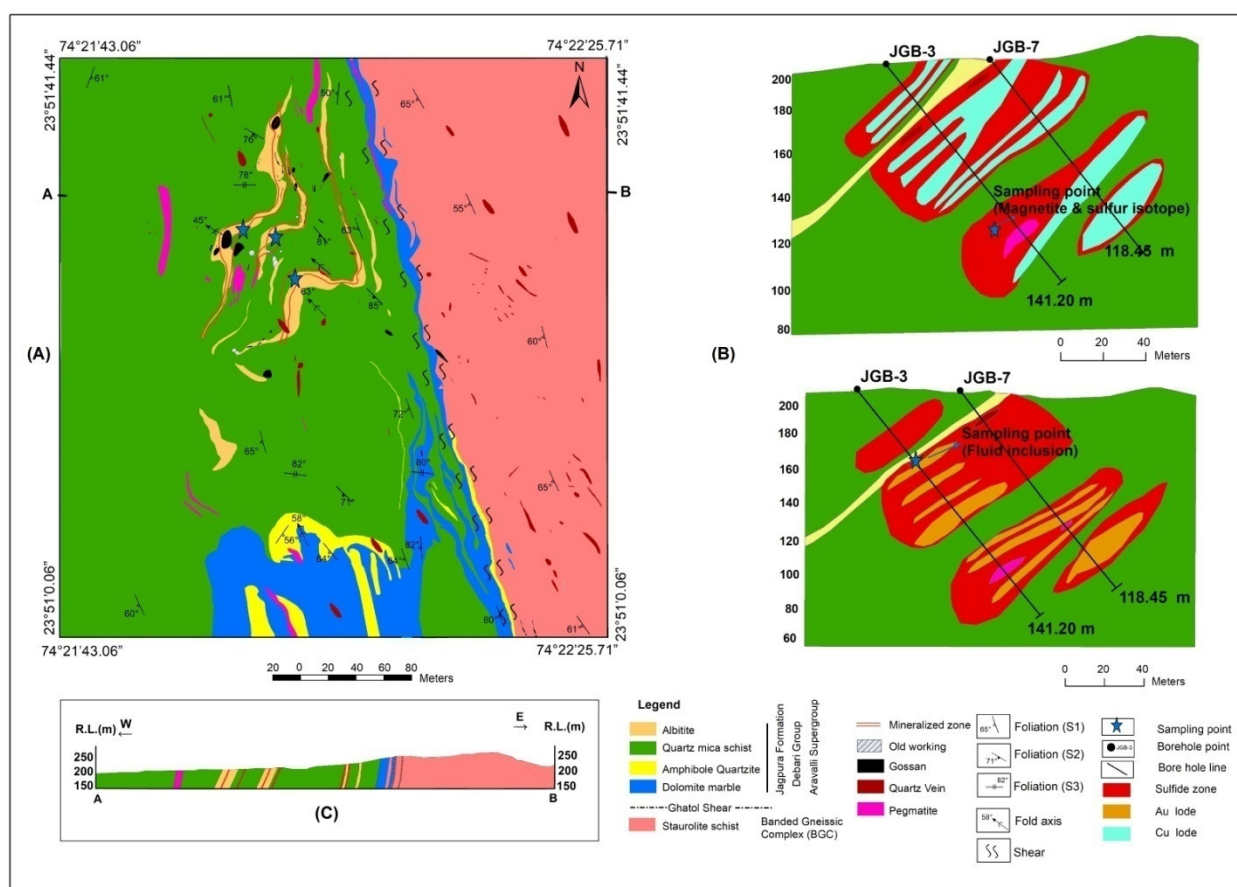 74°21'43.06"
74°22'25.71"
23°51'41.44"
23°51'41.44"
N
61°
61°
50°
65°
76°
78°
A
B
55°
45°
63°
81°
63°
85°
60°
72°
65°
82°
80°
65°
71°
58°
56°
64°
64°
82°
60°
80°
61°
(A)
23°51'0.06"
23°51'0.06"
74°21'43.06"
74°22'25.71"
20 0 20 40 60 80
Meters
(B)
JGB-3
JGB-7
200
180
160
140
120
100
80
Sampling point
(Magnetite & sulfur isotope)
118.45 m
141.20 m
0 20 40
Meters
JGB-3
JGB-7
200
180
160
140
120
100
80
60
Sampling point
(Fluid inclusion)
118.45 m
141.20 m
0 20 40
Meters
R.L.(m)
W
E
R.L.(m)
250
200
150
250
200
150
A
B
(C)
Legend
Albitite
Quartz mica schist
Amphibole Quartzite
Dolomite marble
Ghatol Shear
Staurolite schist
Jagpura Formation
Debari Group
Aravalli Supergroup
Banded Gneissic
Complex (BGC)
Mineralized zone
Old working
Gossan
Quartz Vein
Pegmatite
65°
Foliation (S1)
71°
Foliation (S2)
82°
Foliation (S3)
58°
Fold axis
Shear
Sampling point
JGB-3
Borehole point
Bore hole line
Sulfide zone
Au lode
Cu lode